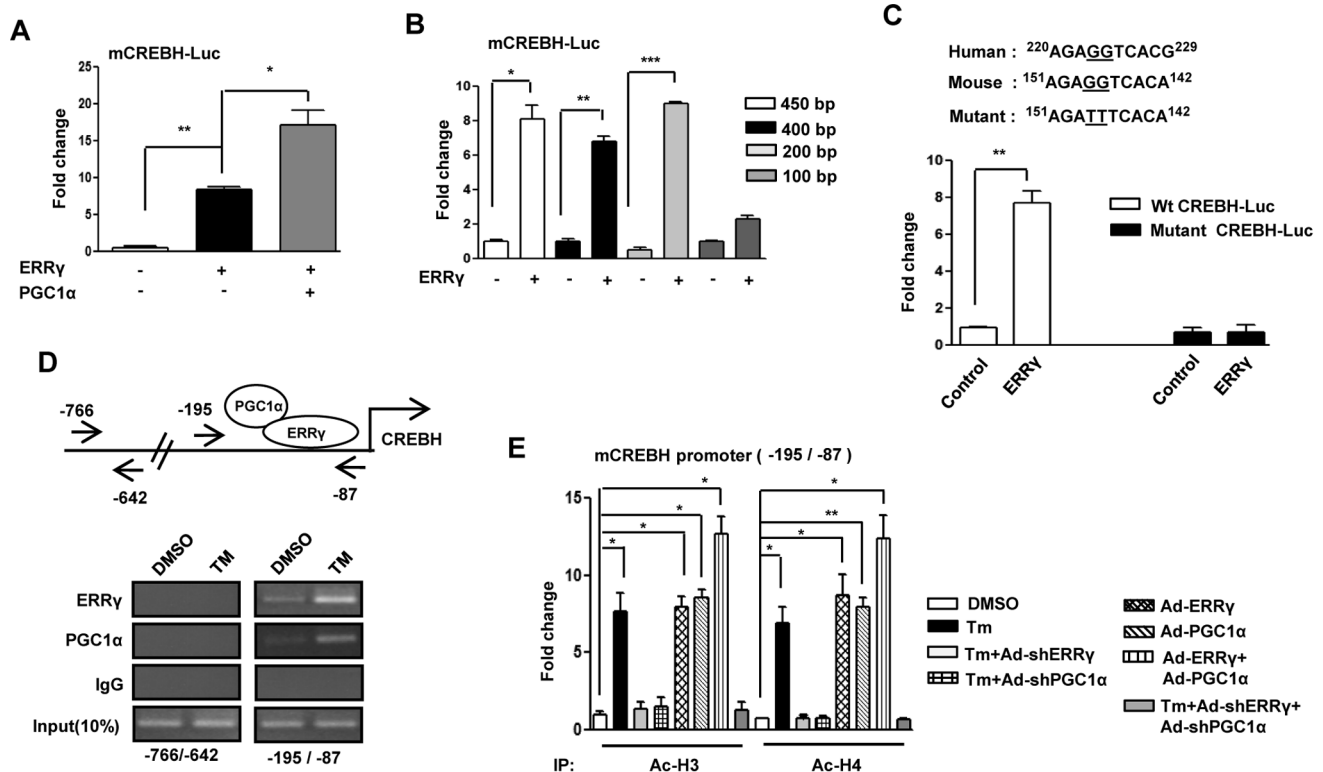 A
mCREBH-Luc
Fold change
25
20
15
10
5
0
** *
ERRγ - + +
PGC1α - - +
B
mCREBH-Luc
Fold change
10
8
6
4
2
0
* ** ***
450 bp
400 bp
200 bp
100 bp
ERRγ - + - + - + - +
C
Human : ²²⁰AGAGGTCACG²²⁹
Mouse : ¹⁵¹AGAGGTCACA¹⁴²
Mutant : ¹⁵¹AGATTTCACA¹⁴²
Fold change
10
8
6
4
2
0
**
Wt CREBH-Luc
Mutant CREBH-Luc
Control ERRγ Control ERRγ
D
-766 -195 PGC1α ERRγ CREBH
-642 -87
DMSO TM DMSO TM
ERRγ
PGC1α
IgG
Input(10%)
-766/-642 -195 / -87
E
mCREBH promoter ( -195 / -87 )
Fold change
15
10
5
0
* * * *
* * ** *
IP: Ac-H3 Ac-H4
DMSO
Tm
Tm+Ad-shERRγ
Tm+Ad-shPGC1α
Ad-ERRγ
Ad-PGC1α
Ad-ERRγ+
Ad-PGC1α
Tm+Ad-shERRγ+
Ad-shPGC1α